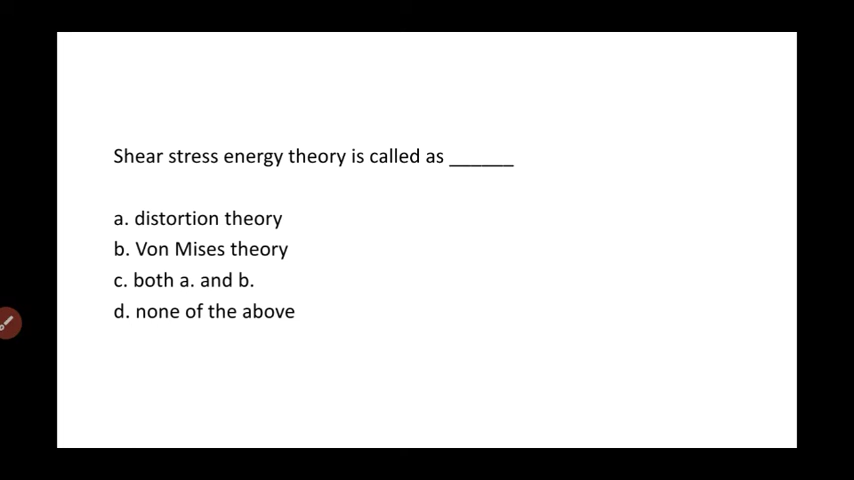 Shear stress energy theory is called as ______
a. distortion theory
b. Von Mises theory
c. both a. and b.
d. none of the above